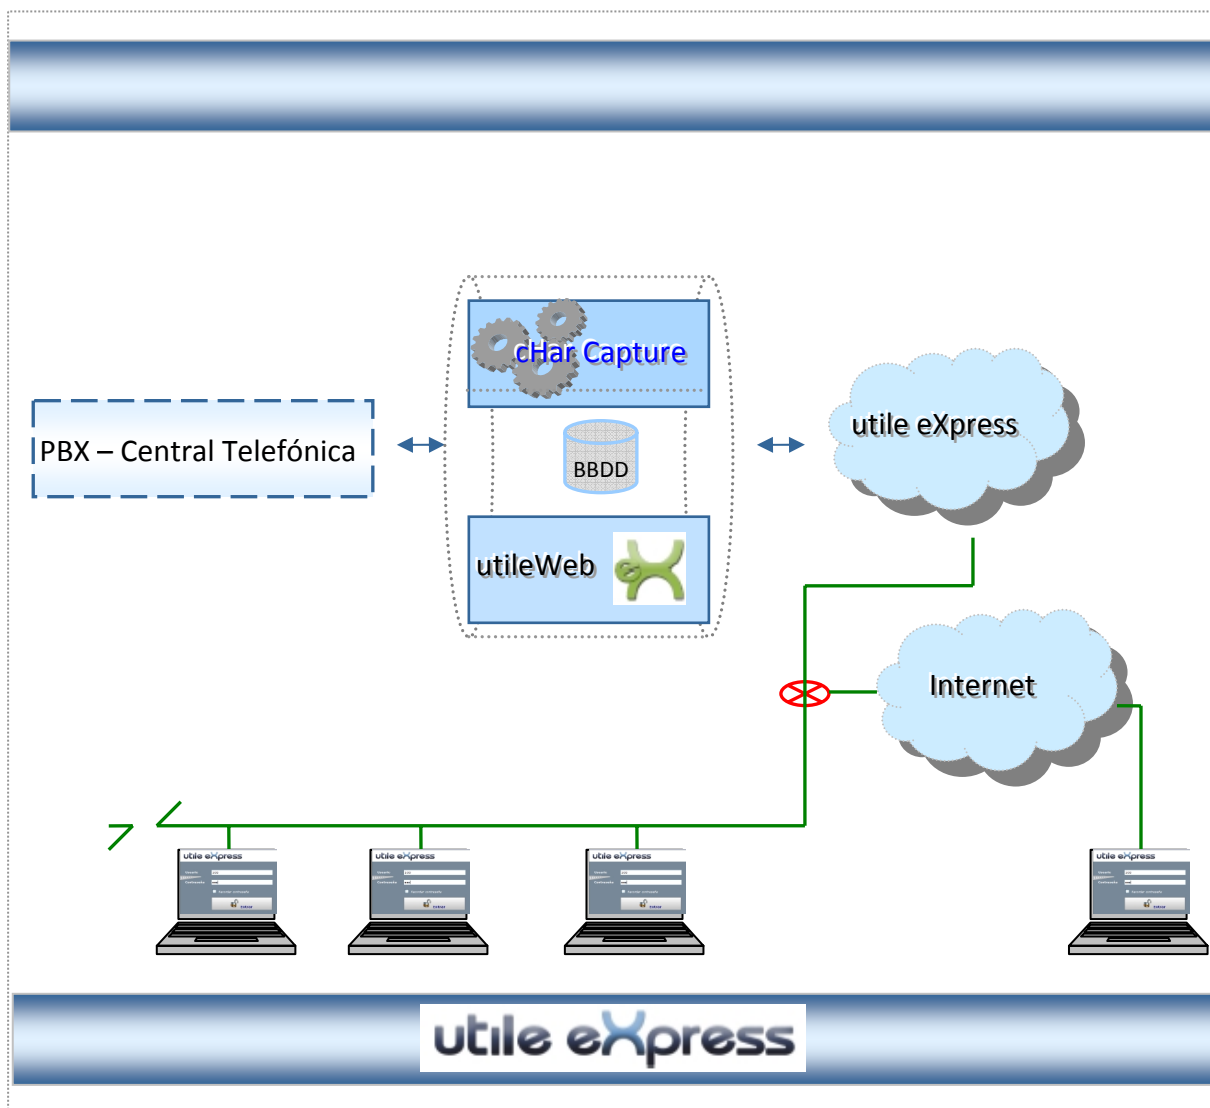 cHar Capture
utile eXpress
PBX – Central Telefónica
BBDD
utileWeb
Internet
utile eXpress
utile eXpress
utile eXpress
utile eXpress
utile eXpress